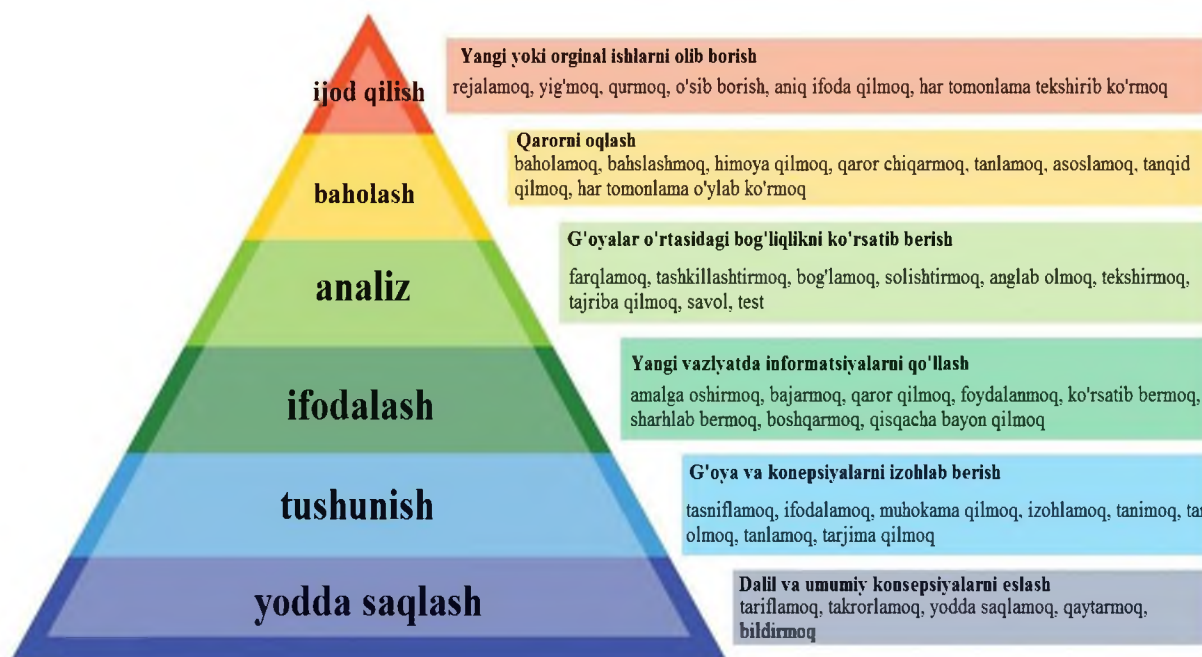 ijod qilish
Yangi yoki orginal ishlarni olib borish
rejalamoq, yig'moq, qurmoq, o'sib borish, aniq ifoda qilmoq, har tomonlama tekshirib ko'rmoq
baholash
Qarorni oqlash
baholamoq, bahslashmoq, himoya qilmoq, qaror chiqarmoq, tanlamoq, asoslamoq, tanqid
qilmoq, har tomonlama o'ylab ko'rmoq
analiz
G'oyalar o'rtasidagi bog'liqlikni ko'rsatib berish
farqlamoq, tashkillashtirmoq, bog'lamoq, solishtirmoq, anglab olmoq, tekshirmoq,
tajriba qilmoq, savol, test
ifodalash
Yangi vazlyatda informatsiyalarni qo'llash
amalga oshirmoq, bajarmoq, qaror qilmoq, foydalanmoq, ko'rsatib bermoq,
sharhlab bermoq, boshqarmoq, qisqacha bayon qilmoq
tushunish
G'oya va konepsiyalarni izohlab berish
tasniflamoq, ifodalamoq, muhokama qilmoq, izohlamoq, tanimoq,
olmoq, tanlamoq, tarjima qilmoq
yodda saqlash
Dalil va umumiy konsepsiyalarni eslash
tariflamoq, takrorlamoq, yodda saqlamoq, qaytarmoq,
bildirmoq